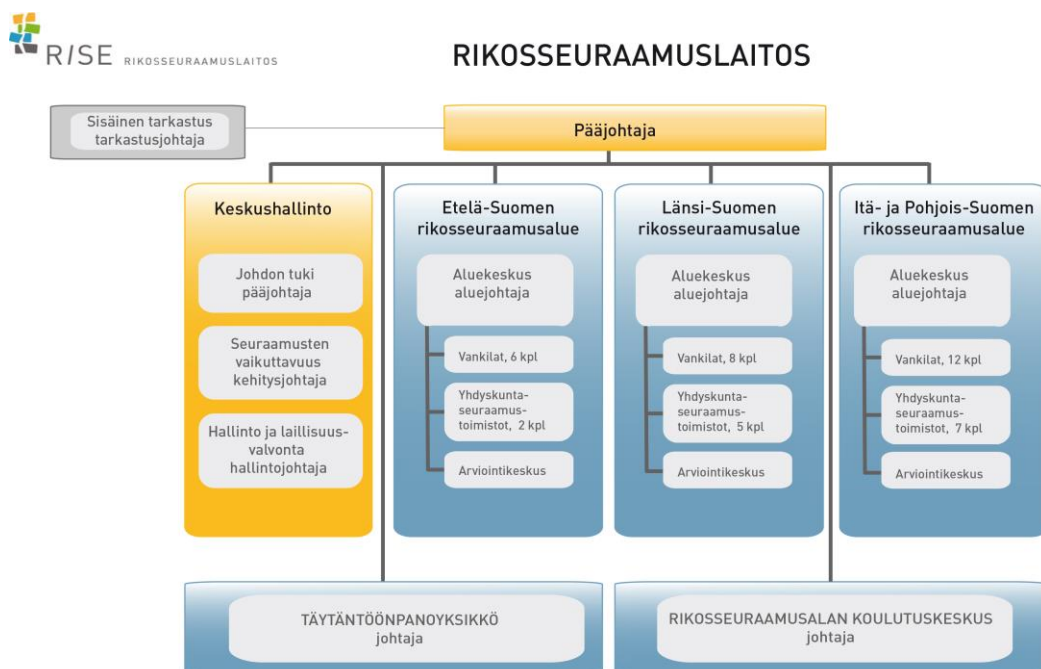 RISE RIKOSSEURAAMUSLAITOS
RIKOSSEURAAMUSLAITOS
Sisäinen tarkastus
tarkastusjohtaja
Pääjohtaja
Keskushallinto
Johdon tuki
pääjohtaja
Seuraamusten
vaikuttavuus
kehitysjohtaja
Hallinto ja laillisuus-
valvonta
hallintojohtaja
Etelä-Suomen
rikosseuraamusalue
Aluekeskus
aluejohtaja
Vankilat, 6 kpl
Yhdyskunta-
seuraamus-
toimistot, 2 kpl
Arviointikeskus
Länsi-Suomen
rikosseuraamusalue
Aluekeskus
aluejohtaja
Vankilat, 8 kpl
Yhdyskunta-
seuraamus-
toimistot, 5 kpl
Arviointikeskus
Itä- ja Pohjois-Suomen
rikosseuraamusalue
Aluekeskus
aluejohtaja
Vankilat, 12 kpl
Yhdyskunta-
seuraamus-
toimistot, 7 kpl
Arviointikeskus
TÄYTÄNTÖÖNPANOYKSIKKÖ
johtaja
RIKOSSEURAAMUSALAN KOULUTUSKESKUS
johtaja